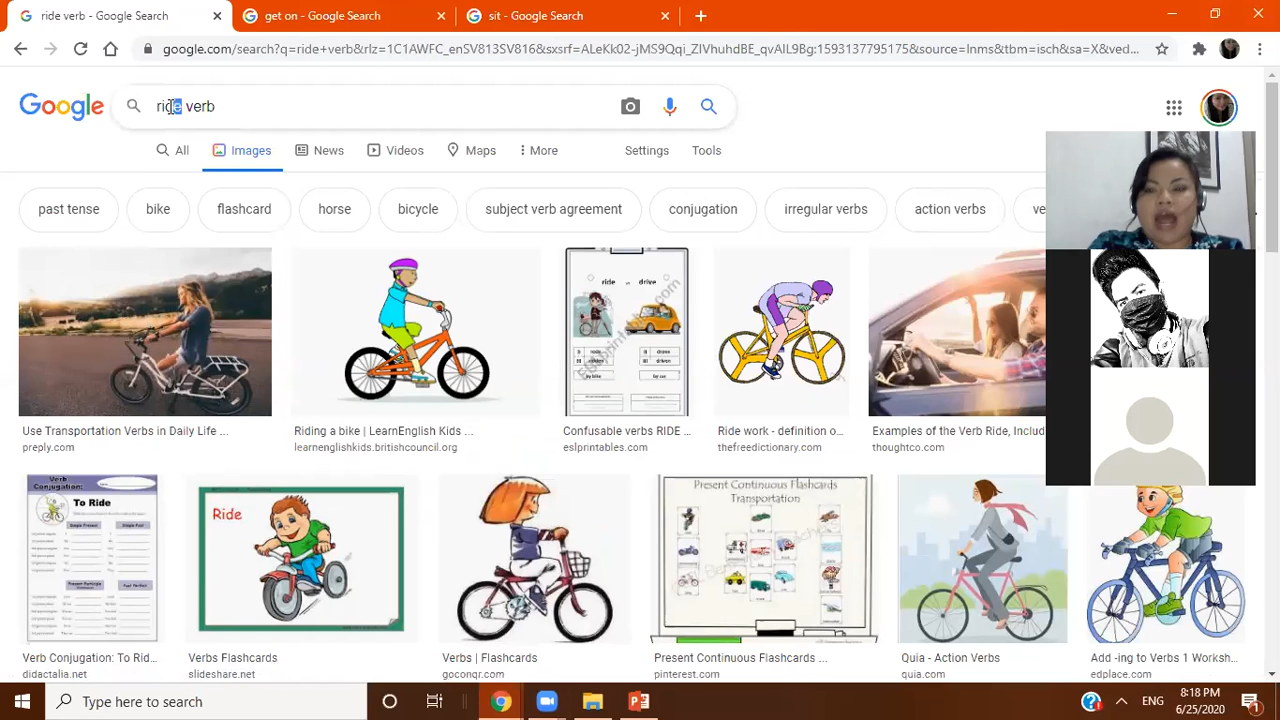 ride verb - Google Search
get on - Google Search
sit - Google Search
google.com/search?q=ride+verb&rlz=1C1AWFC_enSV813SV816&sxsrf=ALeKk02-jMS9Qqi_ZlVhuhdBE_qvAlL9Bg:1593137795175&source=lnms&tbm=isch&sa=X&ved...
Google
ride verb
All
Images
News
Videos
Maps
More
Settings
Tools
past tense
bike
flashcard
horse
bicycle
subject verb agreement
conjugation
irregular verbs
action verbs
ve
ride
drive
Use Transportation Verbs in Daily Life ...
preply.com
Riding a bike | LearnEnglish Kids ...
learnenglishkids.britishcouncil.org
Confusable verbs RIDE ...
eslprintables.com
Ride work - definition o...
thefreedictionary.com
Examples of the Verb Ride, Includ
thoughtco.com
Verb
Conjugation:
To Ride
Ride
Present Continuous Flashcards
Transportation
Verb Conjugation: To Rid...
didactalia.net
Verbs Flashcards
slideshare.net
Verbs | Flashcards
goconqr.com
Present Continuous Flashcards ...
pinterest.com
Quia - Action Verbs
quia.com
Add -ing to Verbs 1 Worksh...
edplace.com
Type here to search
ENG
8:18 PM
6/25/2020